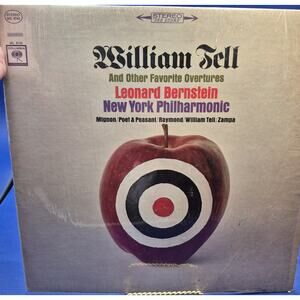 STEREO
William Tell
And Other Favorite Overtures
Leonard Bernstein
New York Philharmonic
Mignon/Poet & Peasant/Raymond/William Tell/Zampa